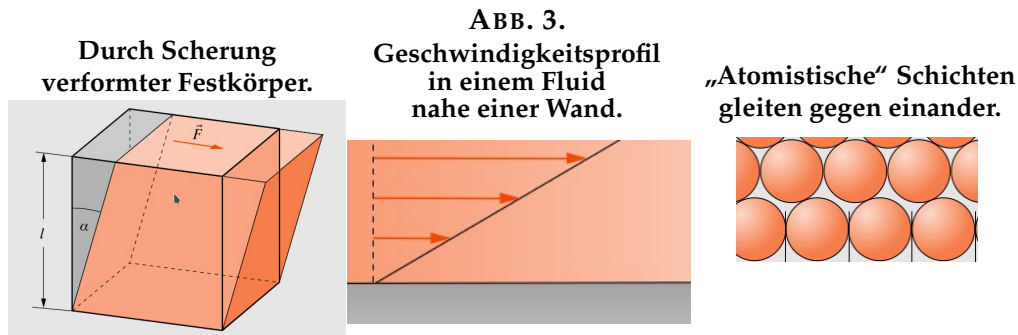 ABB. 3.
Durch Scherung
verformter Festkörper.
Geschwindigkeitsprofil
in einem Fluid
nahe einer Wand.
„Atomistische“ Schichten
gleiten gegen einander.
F
l
α